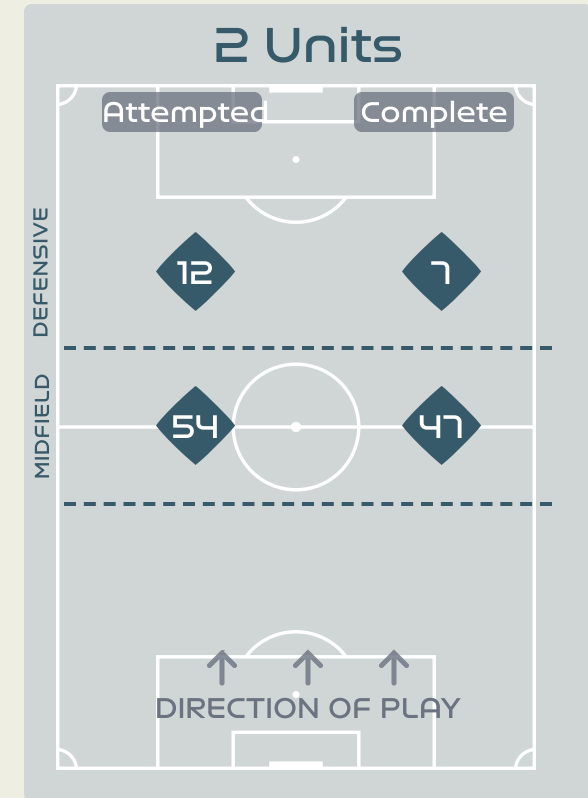 2 Units
Attempted Complete
DEFENSIVE
12 7
MIDFIELD
54 47
DIRECTION OF PLAY